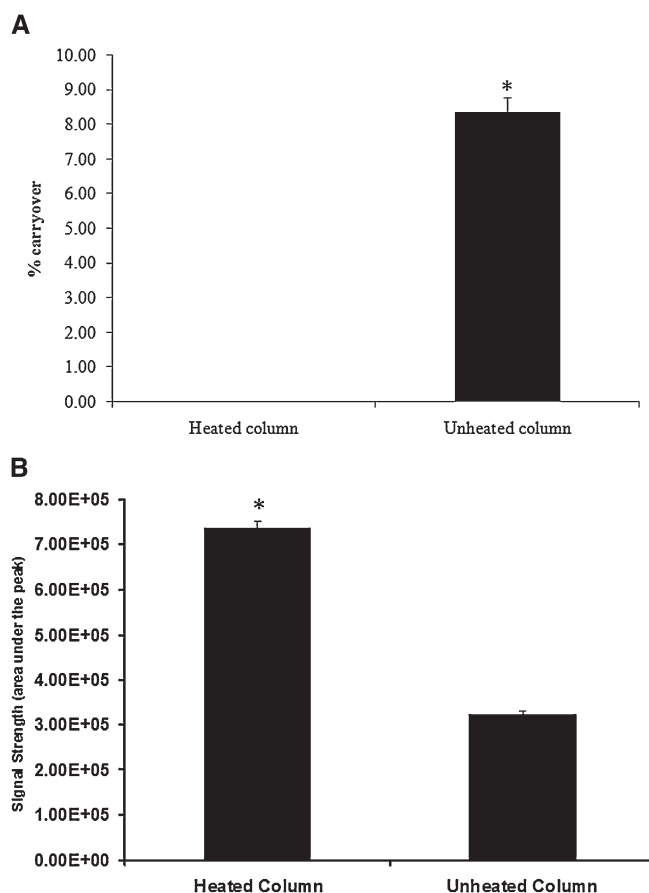 A
10.00
9.00
8.00
7.00
6.00
5.00
4.00
3.00
2.00
1.00
0.00
% carryover
*
Heated column Unheated column
B
8.00E+05
7.00E+05
6.00E+05
5.00E+05
4.00E+05
3.00E+05
2.00E+05
1.00E+05
0.00E+00
Signal Strength (area under the peak)
*
Heated Column Unheated Column